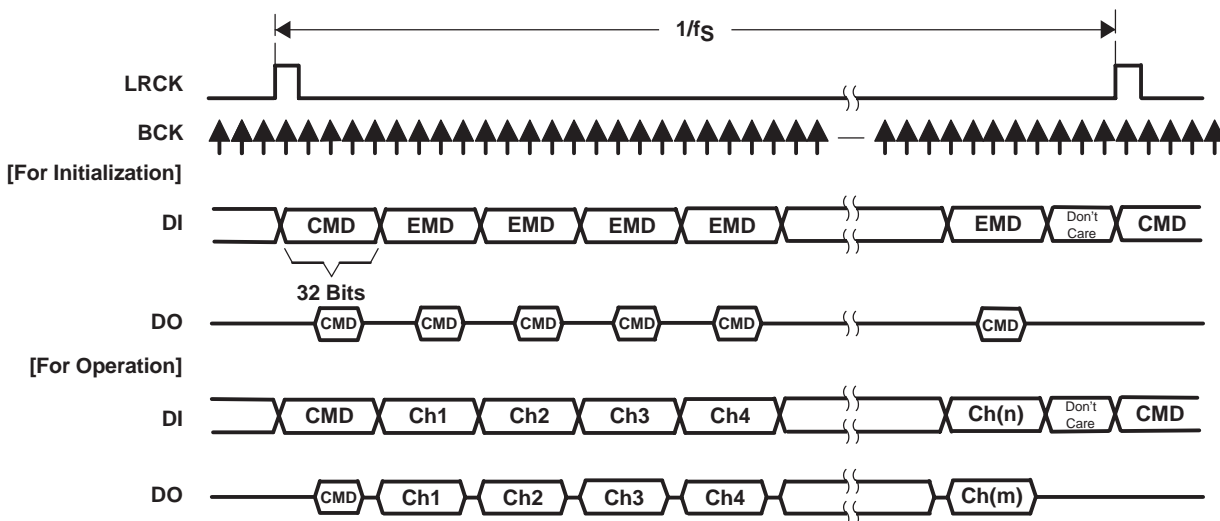 1/fS
LRCK
BCK
[For Initialization]
DI CMD EMD EMD EMD EMD EMD Don't Care CMD
32 Bits
DO CMD CMD CMD CMD CMD CMD
[For Operation]
DI CMD Ch1 Ch2 Ch3 Ch4 Ch(n) Don't Care CMD
DO CMD Ch1 Ch2 Ch3 Ch4 Ch(m)